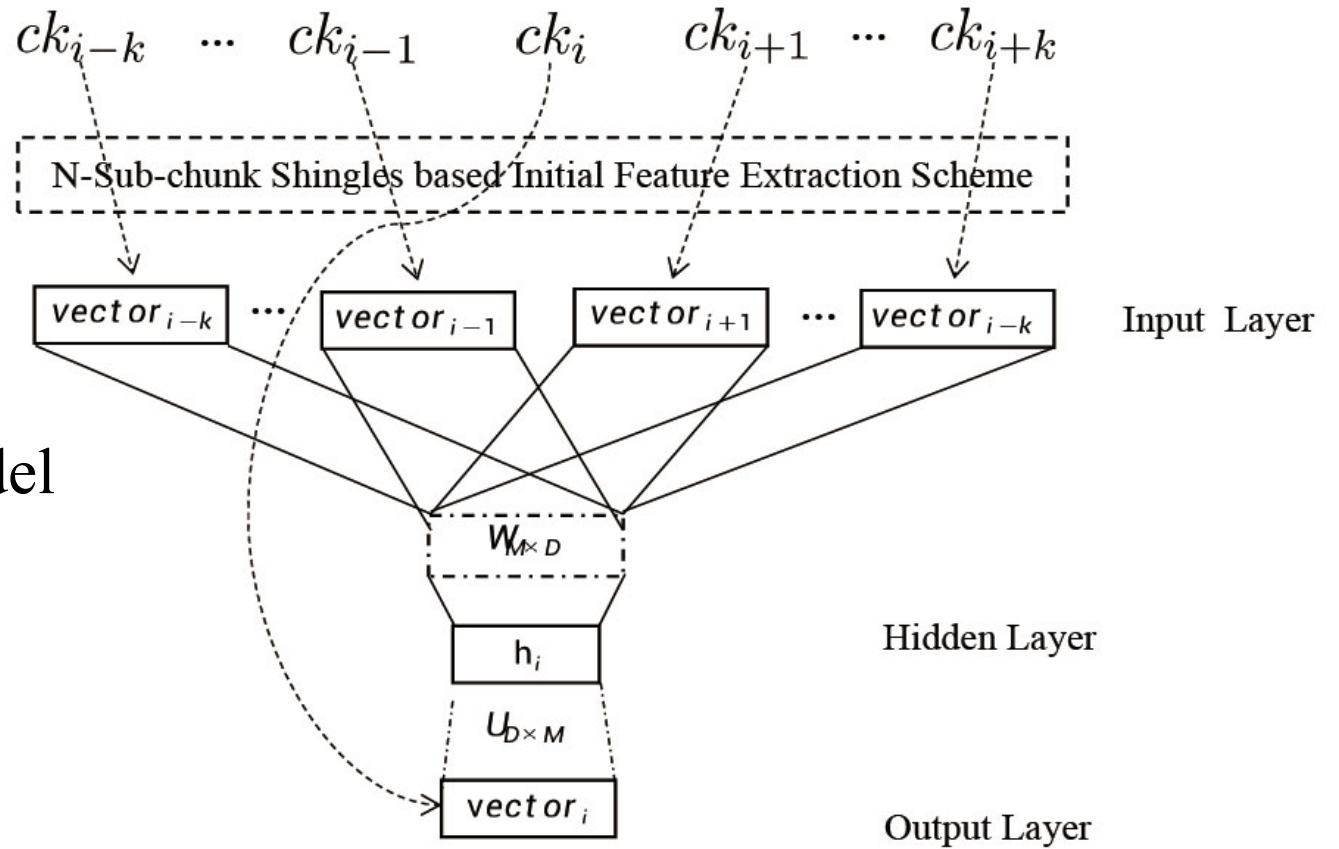 ck_{i-k} ... ck_{i-1} ck_i ck_{i+1} ... ck_{i+k}
N-Sub-chunk Shingles based Initial Feature Extraction Scheme
vector_{i-k} ... vector_{i-1} vector_{i+1} ... vector_{i-k} Input Layer
del
W_{M×D}
h_i Hidden Layer
U_{D×M}
vector_i Output Layer